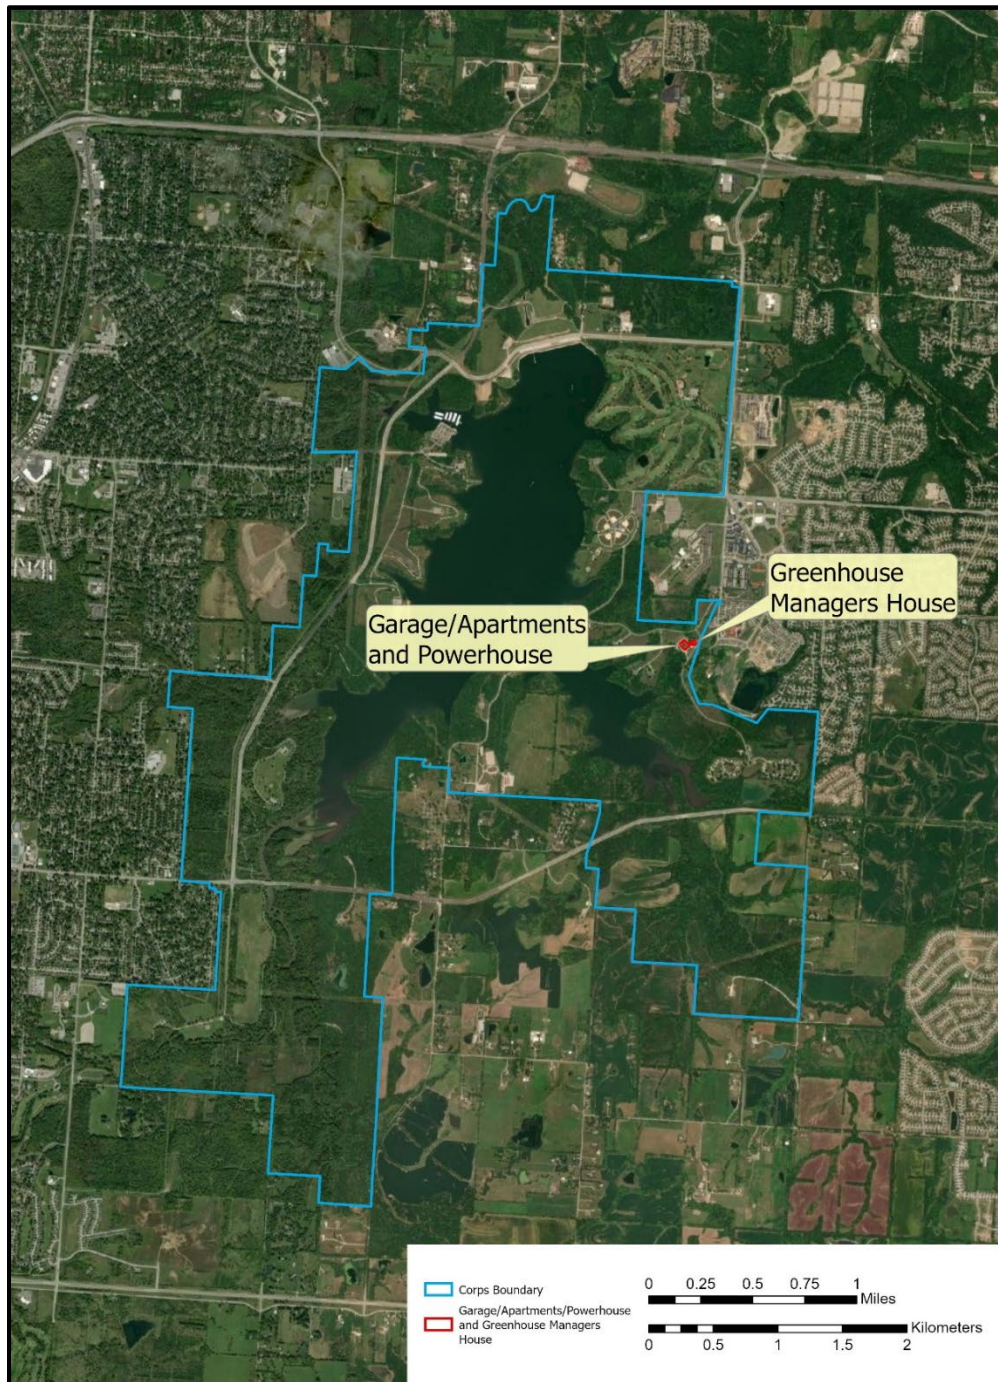 Greenhouse
Managers House
Garage/Apartments
and Powerhouse
Corps Boundary
Garage/Apartments/Powerhouse
and Greenhouse Managers
House
0 0.25 0.5 0.75 1
Miles
Kilometers
0 0.5 1 1.5 2